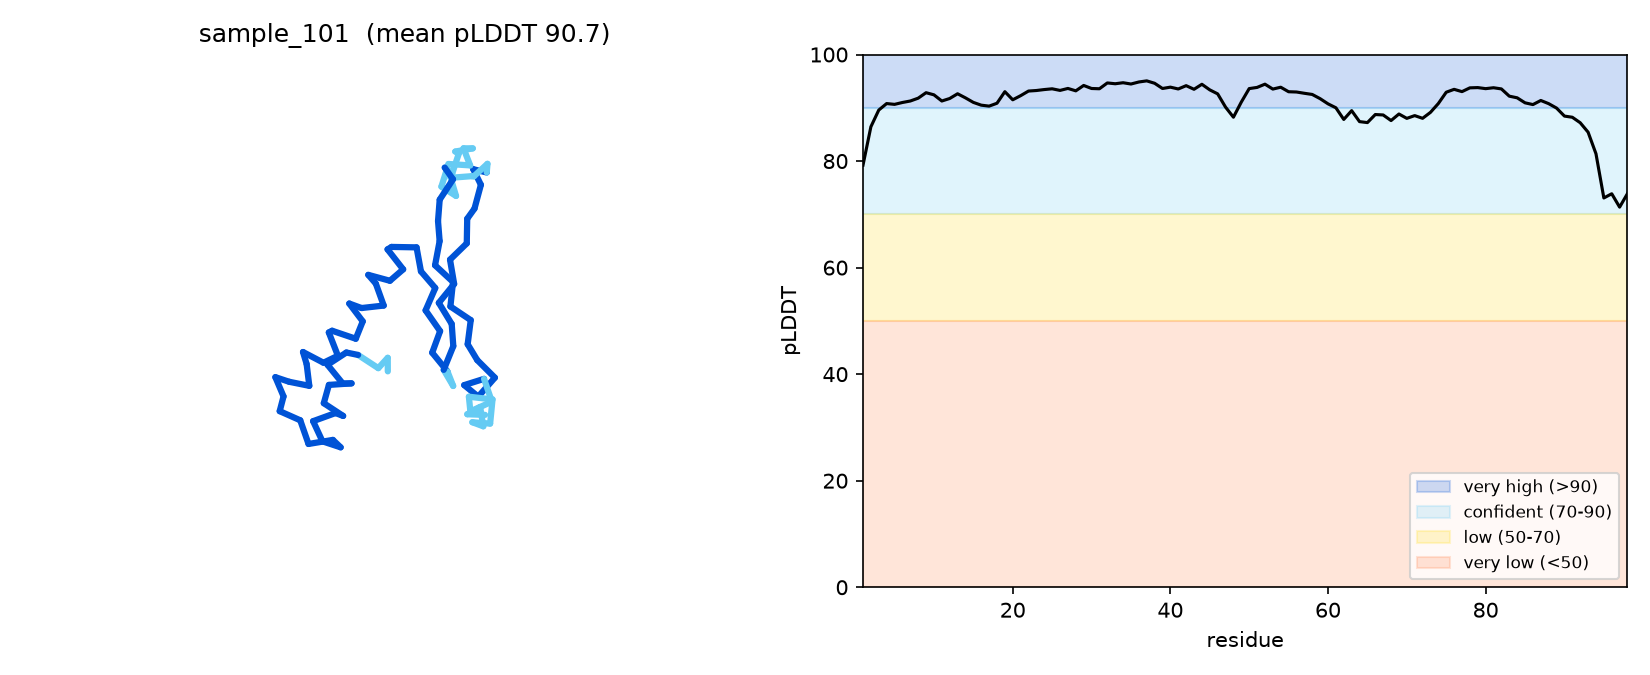 sample_101 (mean pLDDT 90.7)
100
80
60
40
20
0
pLDDT
20
40
60
80
residue
very high (>90)
confident (70-90)
low (50-70)
very low (<50)